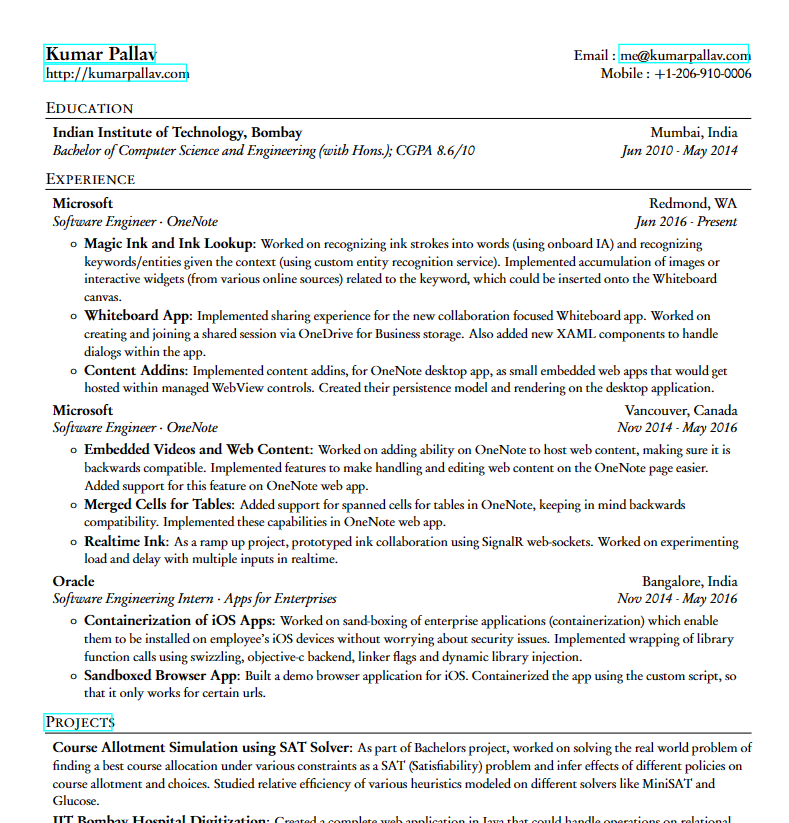 Kumar Pallav Email : me@kumarpallav.com
http://kumarpallav.com Mobile : +1-206-910-0006
Education
Indian Institute of Technology, Bombay Mumbai, India
Bachelor of Computer Science and Engineering (with Hons.); CGPA 8.6/10 Jun 2010 - May 2014
Experience
Microsoft Redmond, WA
Software Engineer · OneNote Jun 2016 - Present
◦ Magic Ink and Ink Lookup: Worked on recognizing ink strokes into words (using onboard IA) and recognizing
keywords/entities given the context (using custom entity recognition service). Implemented accumulation of images or
interactive widgets (from various online sources) related to the keyword, which could be inserted onto the Whiteboard
canvas.
◦ Whiteboard App: Implemented sharing experience for the new collaboration focused Whiteboard app. Worked on
creating and joining a shared session via OneDrive for Business storage. Also added new XAML components to handle
dialogs within the app.
◦ Content Addins: Implemented content addins, for OneNote desktop app, as small embedded web apps that would get
hosted within managed WebView controls. Created their persistence model and rendering on the desktop application.
Microsoft Vancouver, Canada
Software Engineer · OneNote Nov 2014 - May 2016
◦ Embedded Videos and Web Content: Worked on adding ability on OneNote to host web content, making sure it is
backwards compatible. Implemented features to make handling and editing web content on the OneNote page easier.
Added support for this feature on OneNote web app.
◦ Merged Cells for Tables: Added support for spanned cells for tables in OneNote, keeping in mind backwards
compatibility. Implemented these capabilities in OneNote web app.
◦ Realtime Ink: As a ramp up project, prototyped ink collaboration using SignalR web-sockets. Worked on experimenting
load and delay with multiple inputs in realtime.
Oracle Bangalore, India
Software Engineering Intern · Apps for Enterprises Nov 2014 - May 2016
◦ Containerization of iOS Apps: Worked on sand-boxing of enterprise applications (containerization) which enable
them to be installed on employee's iOS devices without worrying about security issues. Implemented wrapping of library
function calls using swizzling, objective-c backend, linker flags and dynamic library injection.
◦ Sandboxed Browser App: Built a demo browser application for iOS. Containerized the app using the custom script, so
that it only works for certain urls.
Projects
Course Allotment Simulation using SAT Solver: As part of Bachelors project, worked on solving the real world problem of
finding a best course allocation under various constraints as a SAT (Satisfiability) problem and infer effects of different policies on
course allotment and choices. Studied relative efficiency of various heuristics modeled on different solvers like MiniSAT and
Glucose.
IIT Bombay Hospital Digitization: Created a complete web application in Java that could handle operations on relational